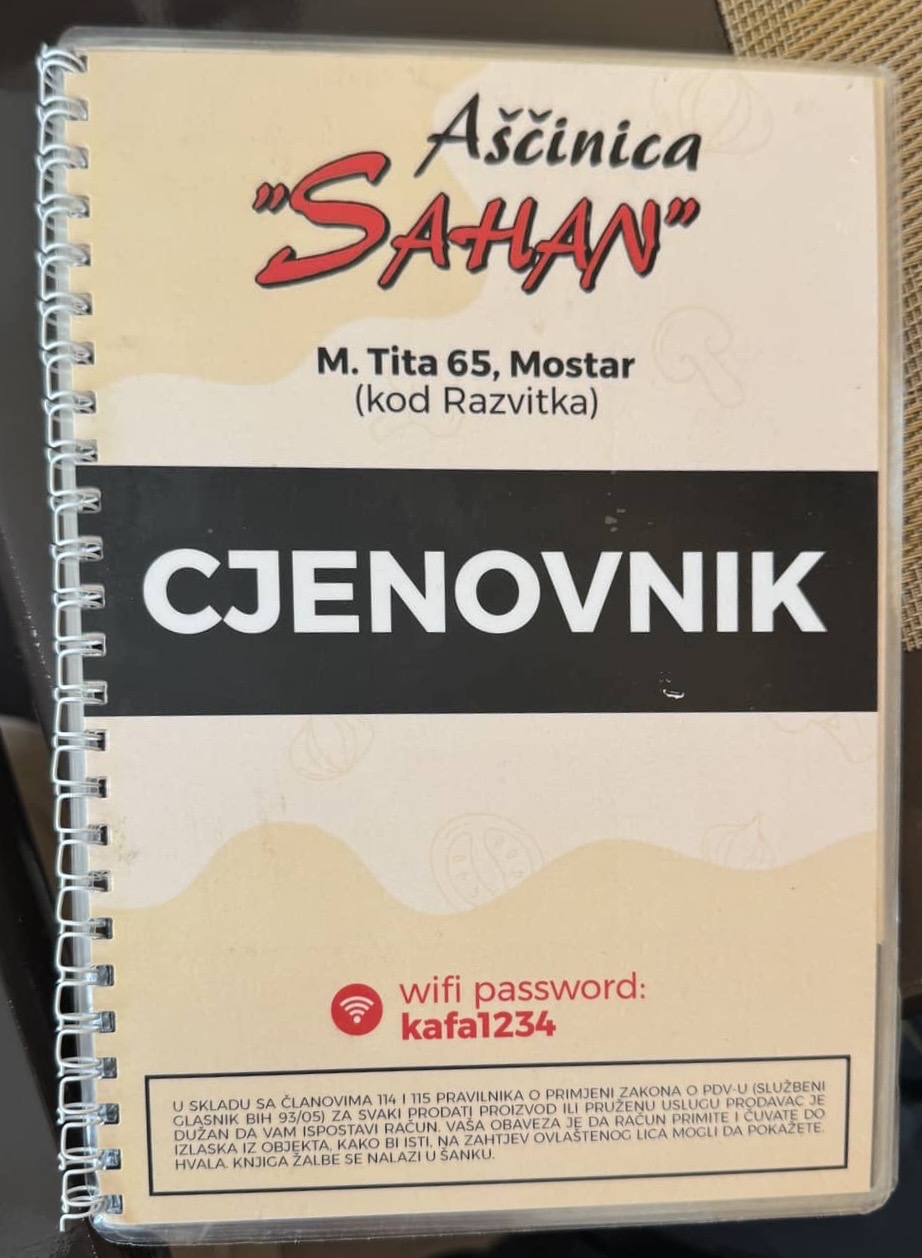 Aščinica
"SAHAN"
M. Tita 65, Mostar
(kod Razvitka)
CJENOVNIK
wifi password:
kafa1234
U SKLADU SA ČLANOVIMA 114 I 115 PRAVILNIKA O PRIMJENI ZAKONA O PDV-U (SLUŽBENI
GLASNIK BIH 93/05) ZA SVAKI PRODATI PROIZVOD ILI PRUŽENU USLUGU PRODAVAC JE
DUŽAN DA VAM ISPOSTAVI RAČUN. VAŠA OBAVEZA JE DA RAČUN PRIMITE I ČUVATE DO
IZLASKA IZ OBJEKTA, KAKO BI ISTI, NA ZAHTJEV OVLAŠTENOG LICA MOGLI DA POKAŽETE.
HVALA. KNJIGA ŽALBE SE NALAZI U ŠANKU.